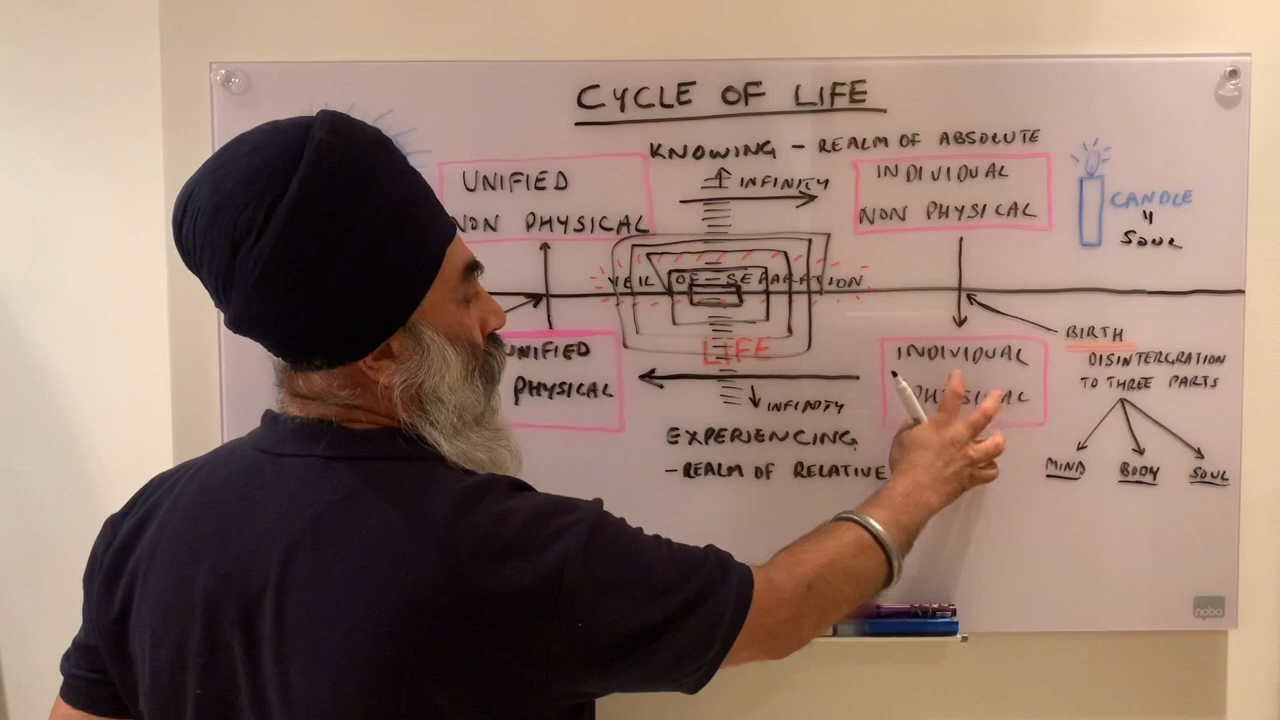 CYCLE OF LIFE
KNOWING - REALM OF ABSOLUTE
UNIFIED
NON PHYSICAL
INFINITY
INDIVIDUAL
NON PHYSICAL
CANDLE
SOUL
VEIL OF SEPARATION
LIFE
UNIFIED
PHYSICAL
INFINITY
INDIVIDUAL
PHYSICAL
BIRTH
DISINTERGRATION
TO THREE PARTS
MIND BODY SOUL
EXPERIENCING
- REALM OF RELATIVE
nobo